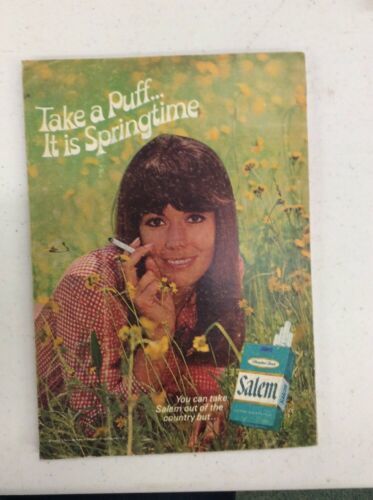 Take a Puff...
It is Springtime
Salem
You can take
Salem out of the
country but...